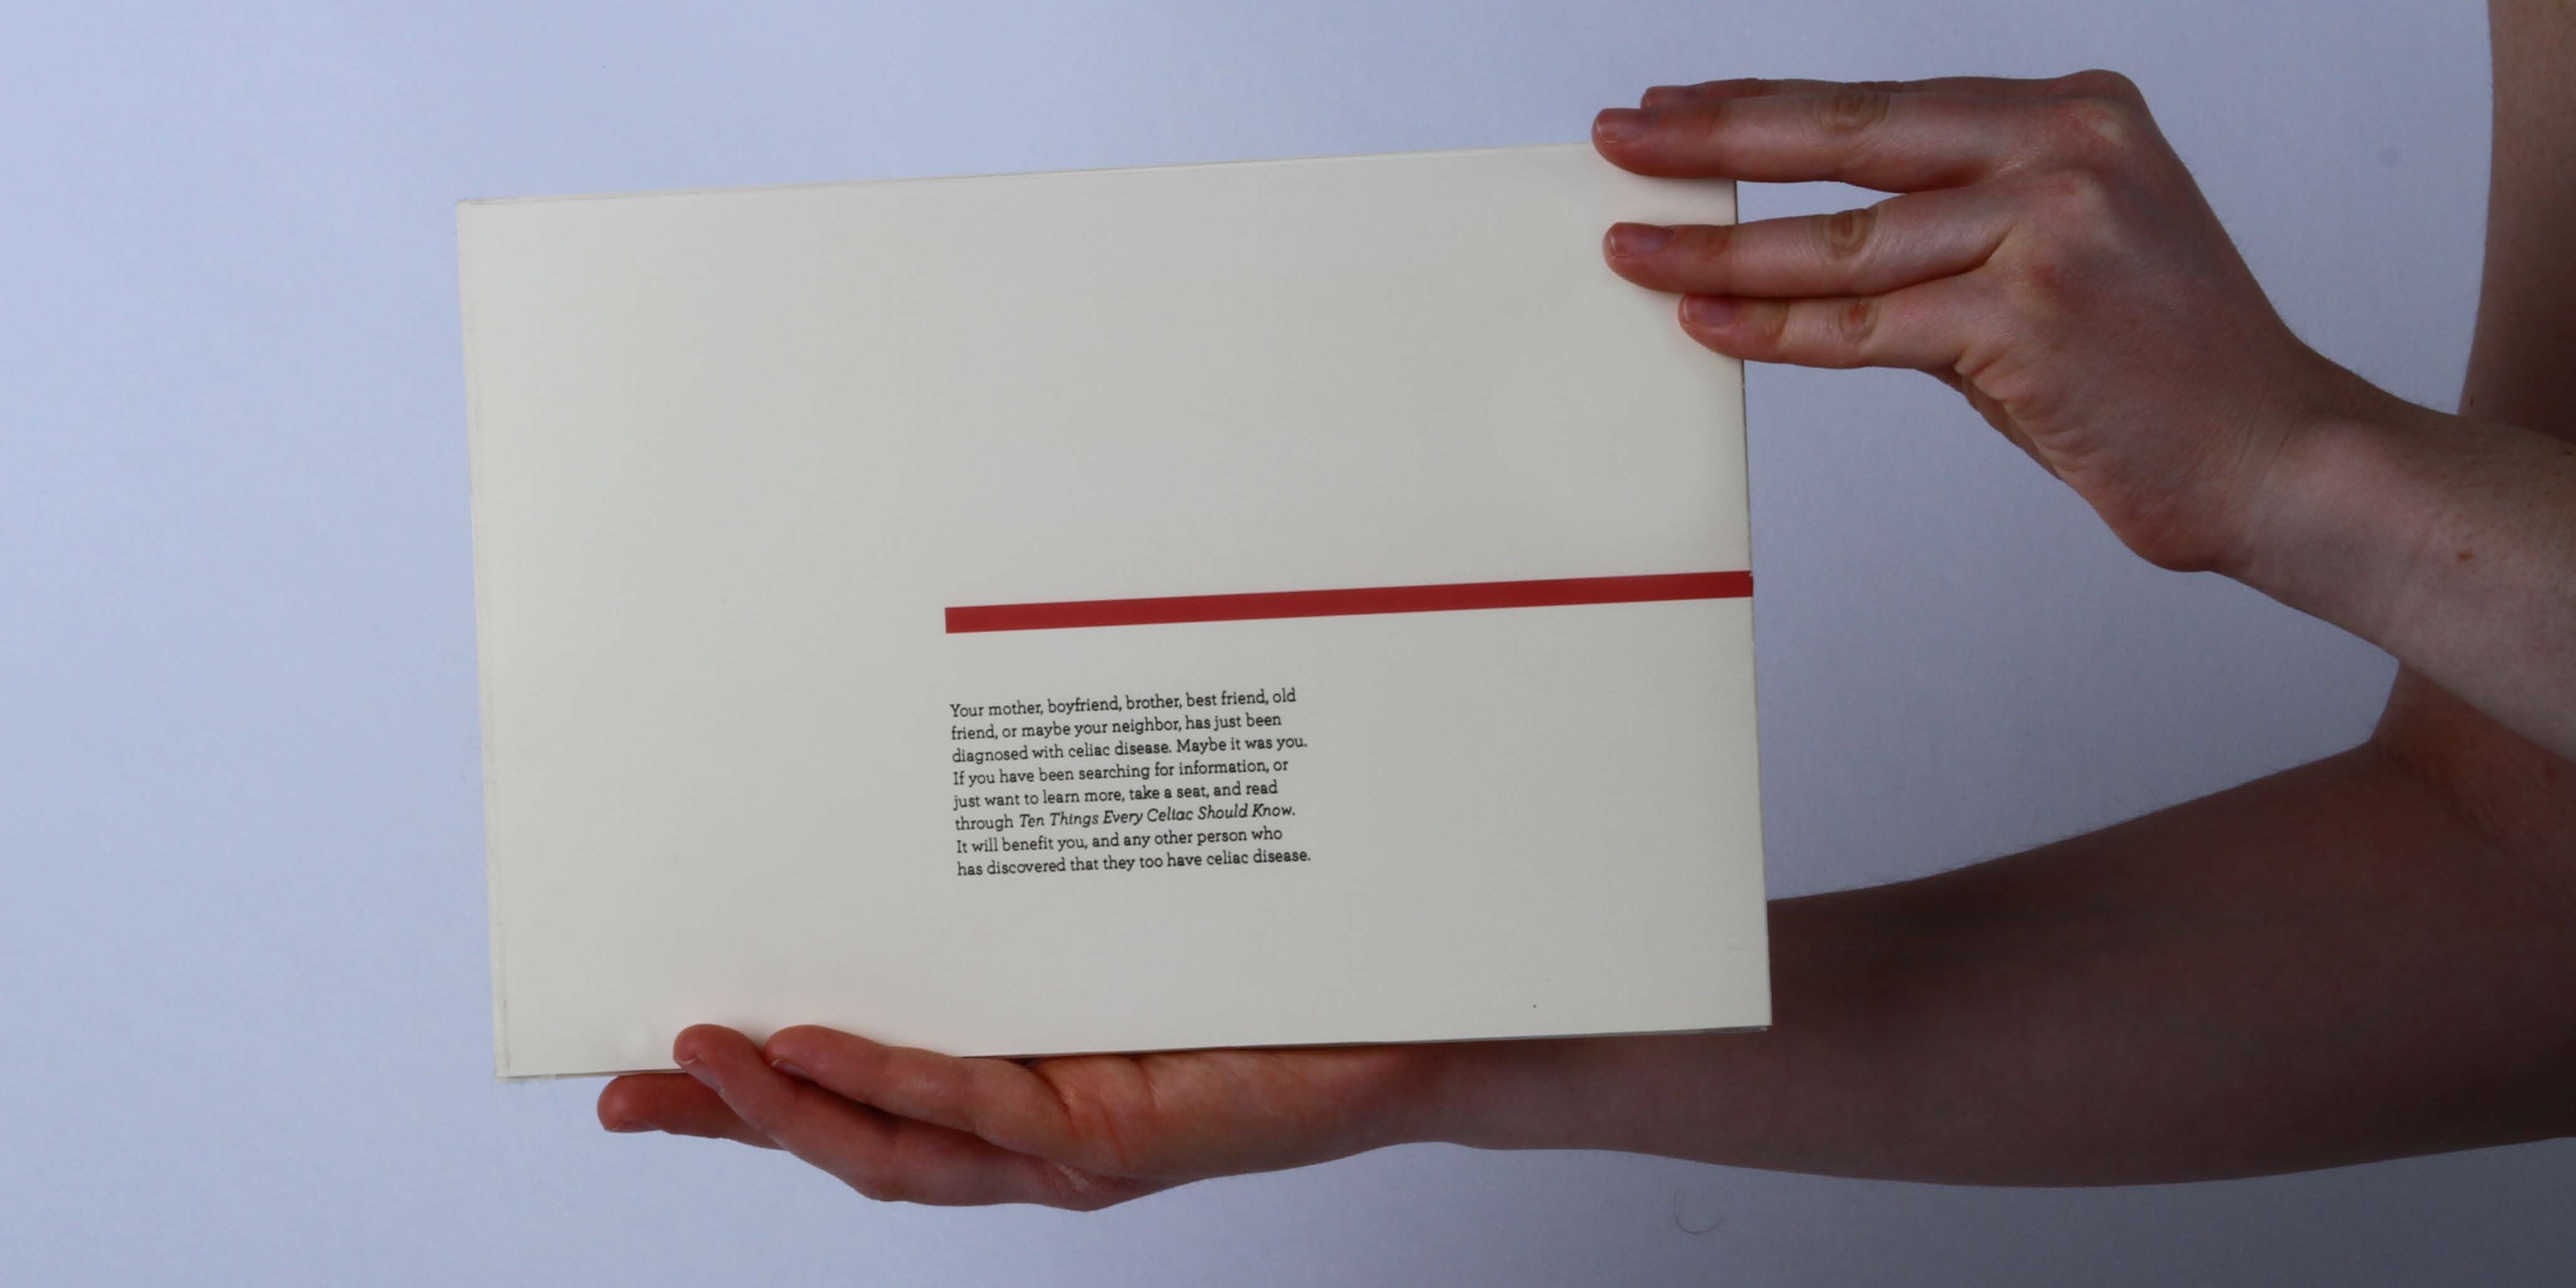 Your mother, boyfriend, brother, best friend, old
friend, or maybe your neighbor, has just been
diagnosed with celiac disease. Maybe it was you.
If you have been searching for information, or
just want to learn more, take a seat, and read
through Ten Things Every Celiac Should Know.
It will benefit you, and any other person who
has discovered that they too have celiac disease.